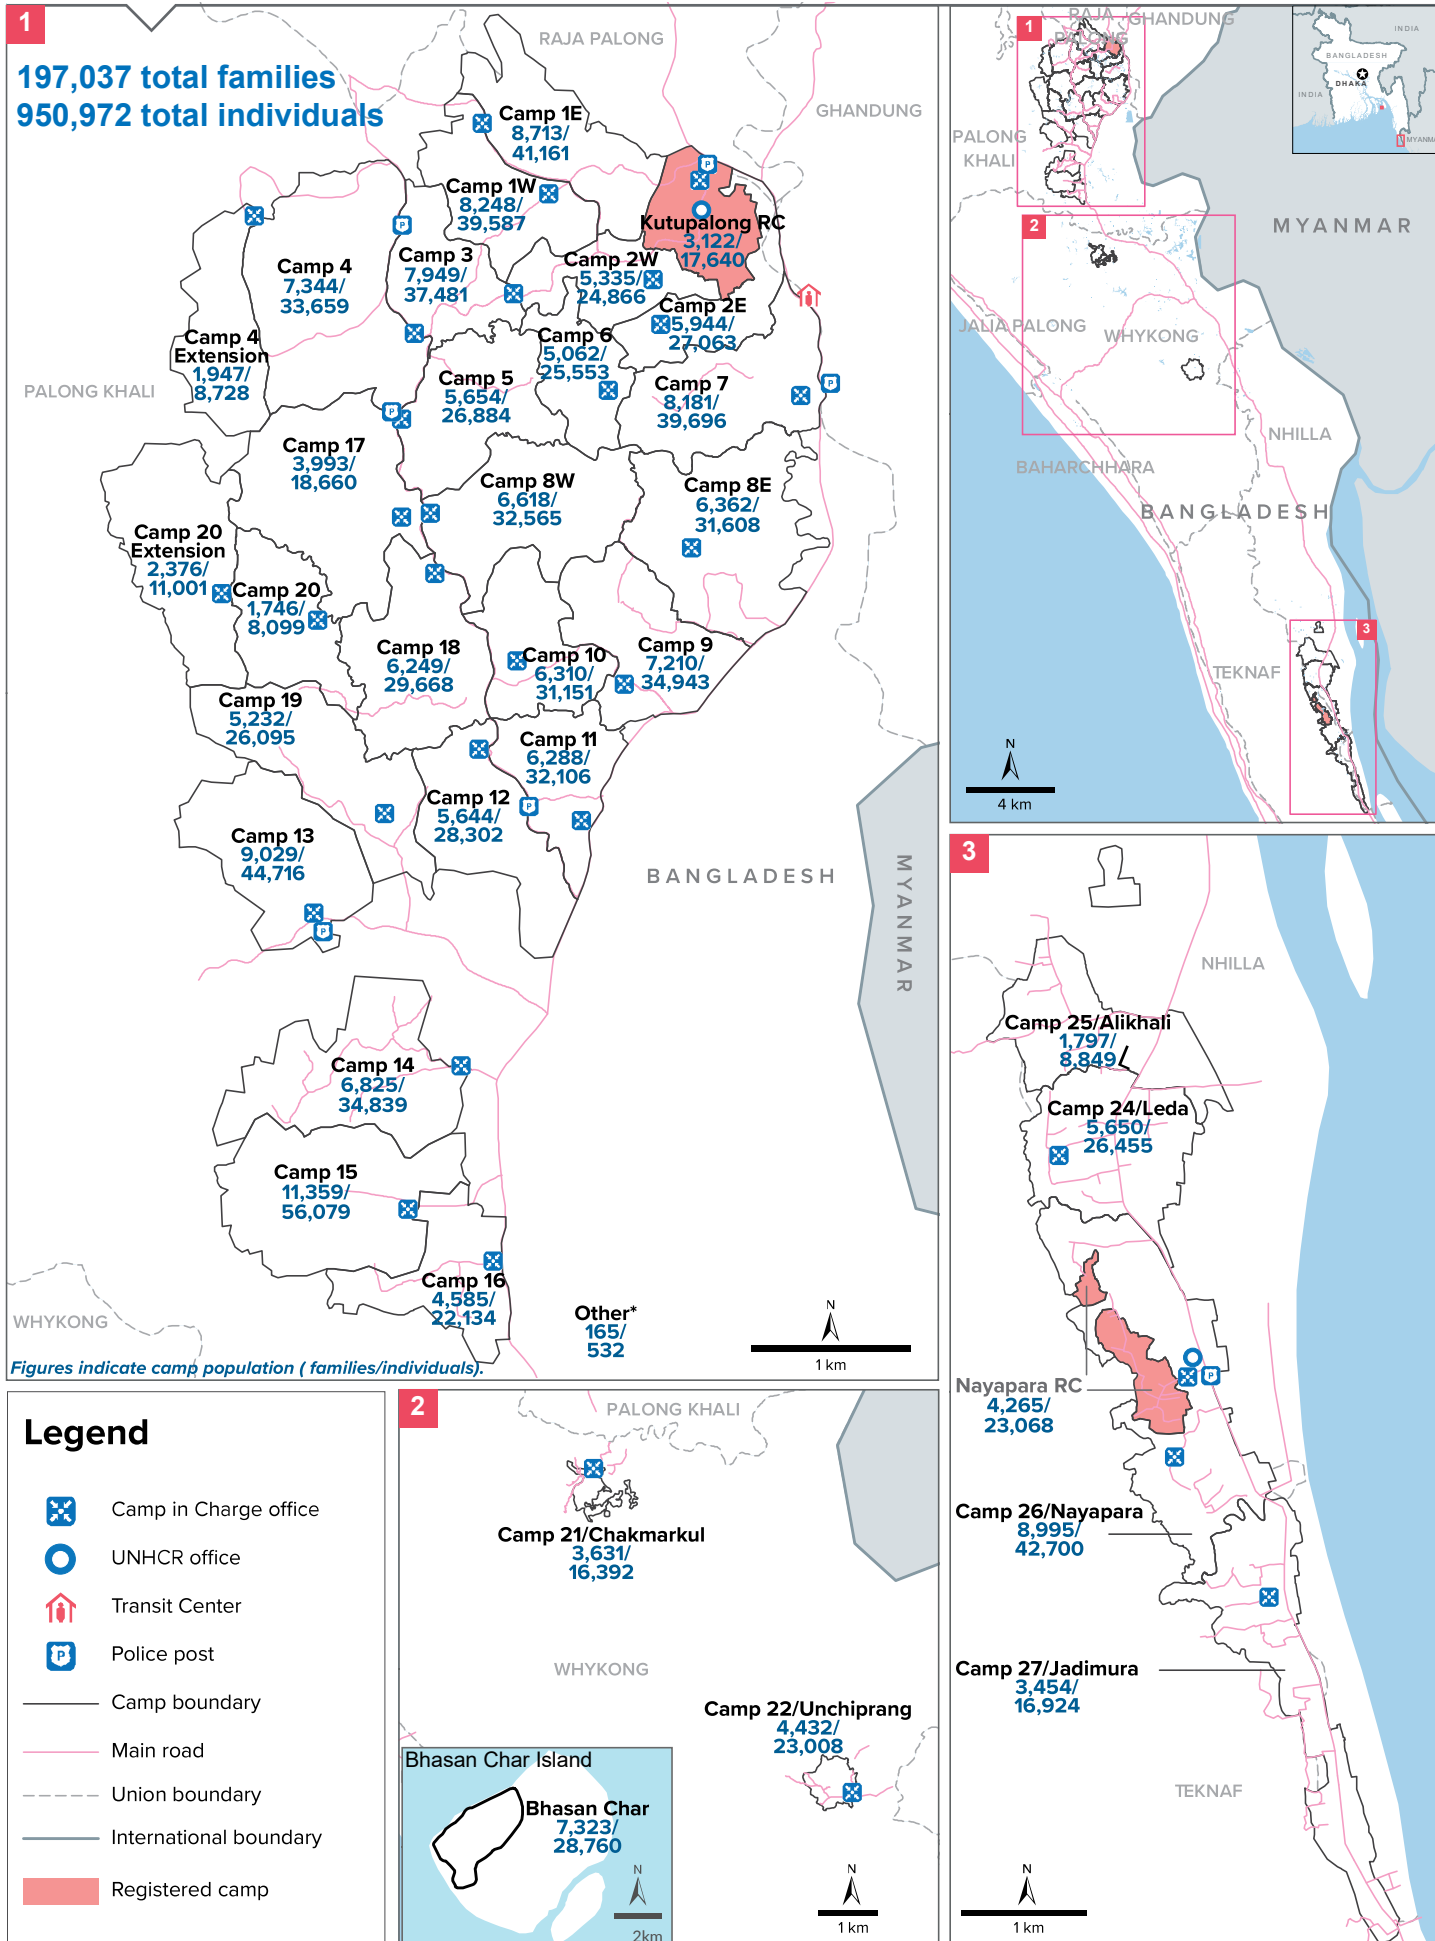 1
197,037 total families
950,972 total individuals
RAJA PALONG
GHANDUNG
Camp 1E
8,713/
41,161
Camp 1W
8,248/
39,587
P
Kutupalong RC
3,122/
17,640
P
Camp 4
7,344/
33,659
Camp 3
7,949/
37,481
Camp 2W
5,335/
24,866
Camp 2E
5,944/
27,063
Camp 4
Extension
1,947/
8,728
Camp 6
5,062/
25,553
PALONG KHALI
Camp 5
5,654/
26,884
Camp 7
8,181/
39,696
P
P
Camp 17
3,993/
18,660
Camp 8W
6,618/
32,565
Camp 8E
6,362/
31,608
Camp 20
Extension
2,376/
11,001
Camp 20
1,746/
8,099
Camp 18
6,249/
29,668
Camp 10
6,310/
31,151
Camp 9
7,210/
34,943
Camp 19
5,232/
26,095
Camp 11
6,288/
32,106
Camp 12
5,644/
28,302
P
Camp 13
9,029/
44,716
P
BANGLADESH
MYANMAR
Camp 14
6,825/
34,839
Camp 15
11,359/
56,079
Camp 16
4,585/
22,134
WHYKONG
Other*
165/
532
N
1 km
Figures indicate camp population ( families/individuals).
RAJA
PALONG
GHANDUNG
1
PALONG
KHALI
INDIA
BANGLADESH
DHAKA
INDIA
MYANMAR
MYANMAR
2
JALIA PALONG
WHYKONG
NHILLA
BAHARCHHARA
BANGLADESH
3
TEKNAF
N
4 km
3
NHILLA
Camp 25/Alikhali
1,797/
8,849
Camp 24/Leda
5,650/
26,455
P
Nayapara RC
4,265/
23,068
Camp 26/Nayapara
8,995/
42,700
Camp 27/Jadimura
3,454/
16,924
TEKNAF
N
1 km
Legend
Camp in Charge office
UNHCR office
Transit Center
P
Police post
Camp boundary
Main road
Union boundary
International boundary
Registered camp
2
PALONG KHALI
Camp 21/Chakmarkul
3,631/
16,392
WHYKONG
Camp 22/Unchiprang
4,432/
23,008
Bhasan Char Island
Bhasan Char
7,323/
28,760
N
2km
N
1 km